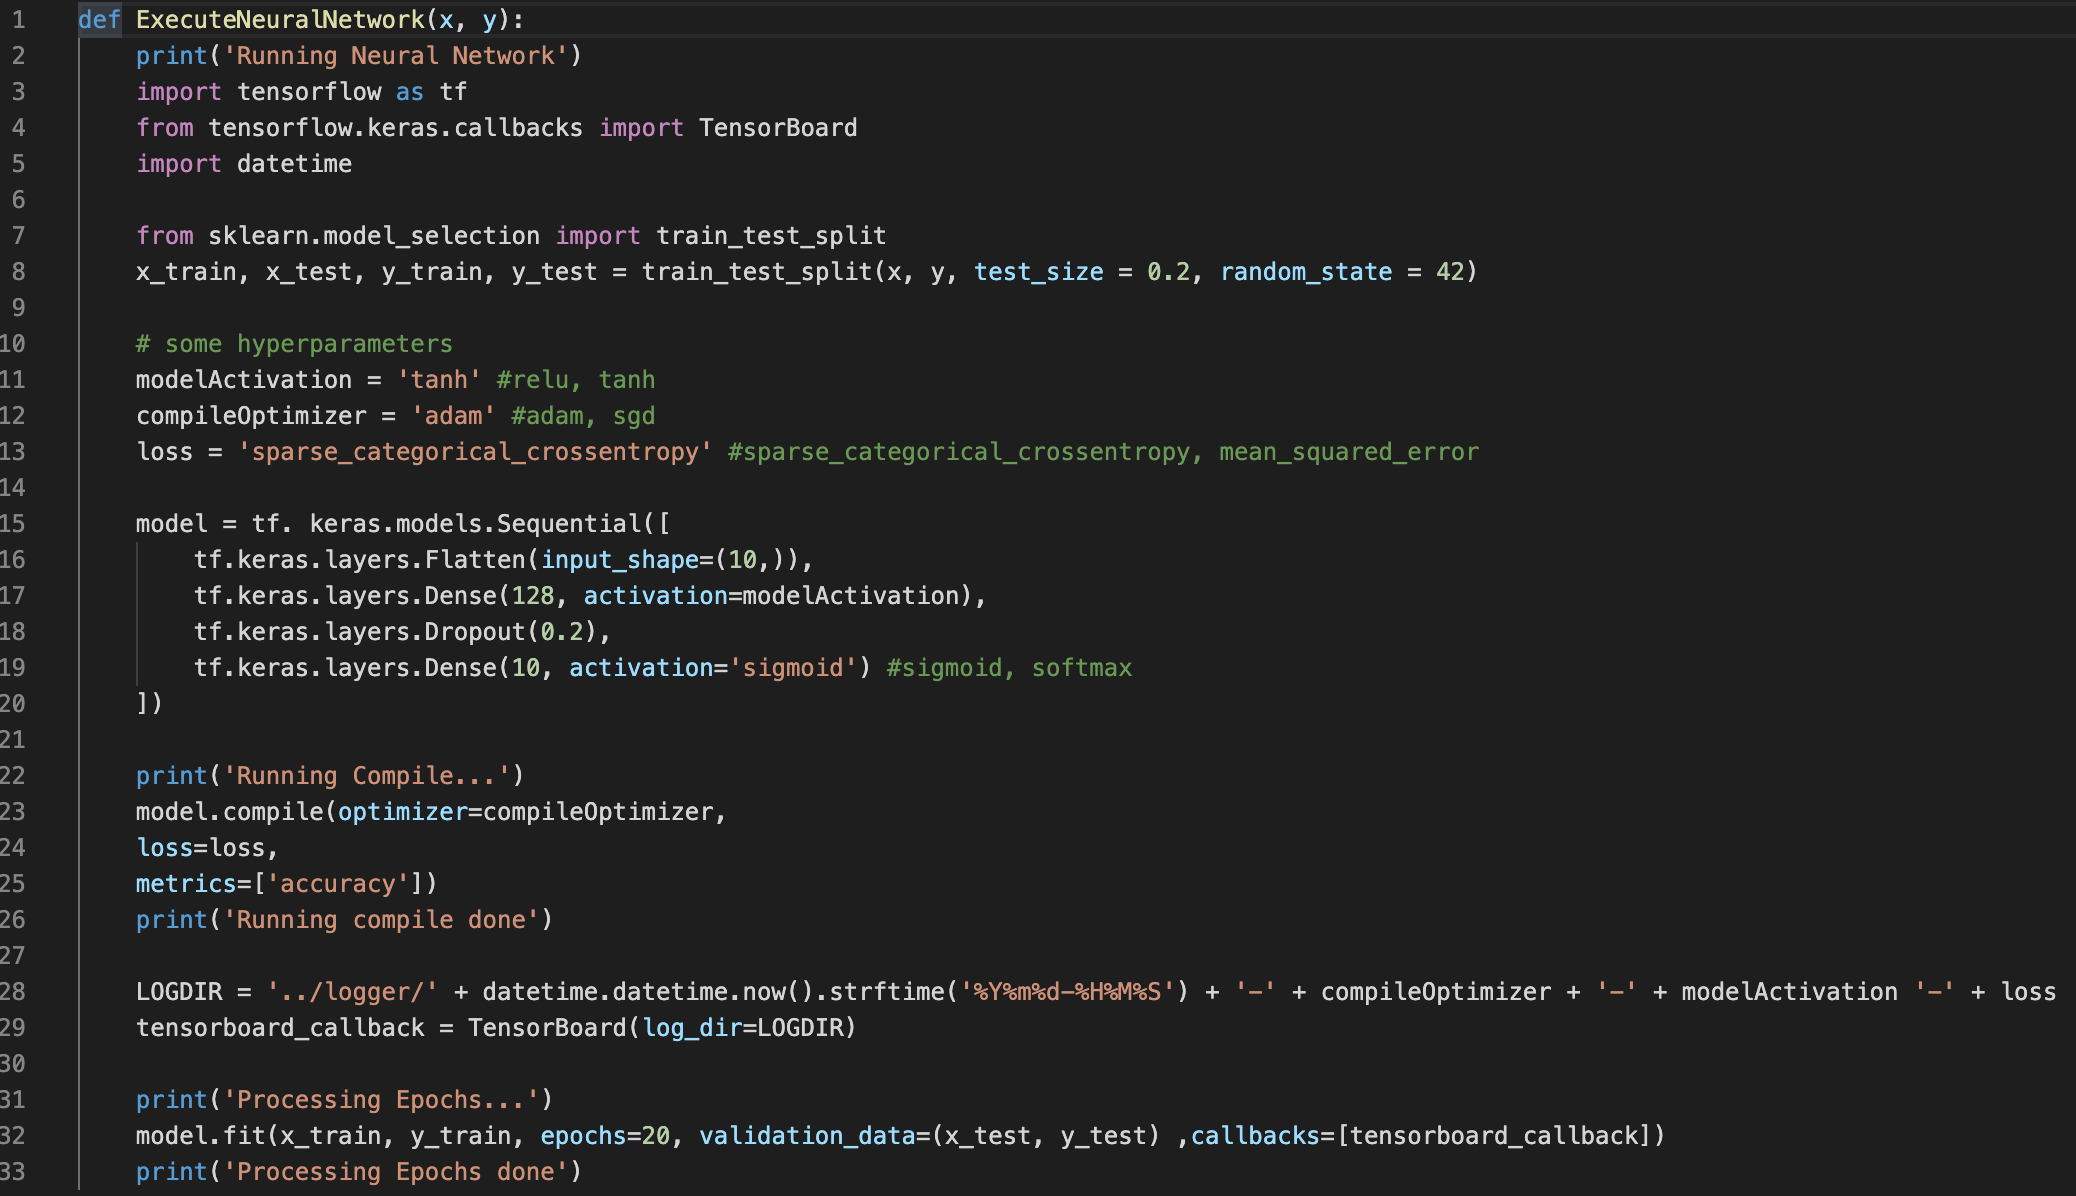 1 def ExecuteNeuralNetwork(x, y):
2 print('Running Neural Network')
3 import tensorflow as tf
4 from tensorflow.keras.callbacks import TensorBoard
5 import datetime
6
7 from sklearn.model_selection import train_test_split
8 x_train, x_test, y_train, y_test = train_test_split(x, y, test_size = 0.2, random_state = 42)
9
10 # some hyperparameters
11 modelActivation = 'tanh' #relu, tanh
12 compileOptimizer = 'adam' #adam, sgd
13 loss = 'sparse_categorical_crossentropy' #sparse_categorical_crossentropy, mean_squared_error
14
15 model = tf. keras.models.Sequential([
16 tf.keras.layers.Flatten(input_shape=(10,)),
17 tf.keras.layers.Dense(128, activation=modelActivation),
18 tf.keras.layers.Dropout(0.2),
19 tf.keras.layers.Dense(10, activation='sigmoid') #sigmoid, softmax
20 ])
21
22 print('Running Compile...')
23 model.compile(optimizer=compileOptimizer,
24 loss=loss,
25 metrics=['accuracy'])
26 print('Running compile done')
27
28 LOGDIR = '../logger/' + datetime.datetime.now().strftime('%Y%m%d-%H%M%S') + '-' + compileOptimizer + '-' + modelActivation '-' + loss
29 tensorboard_callback = TensorBoard(log_dir=LOGDIR)
30
31 print('Processing Epochs...')
32 model.fit(x_train, y_train, epochs=20, validation_data=(x_test, y_test) ,callbacks=[tensorboard_callback])
33 print('Processing Epochs done')